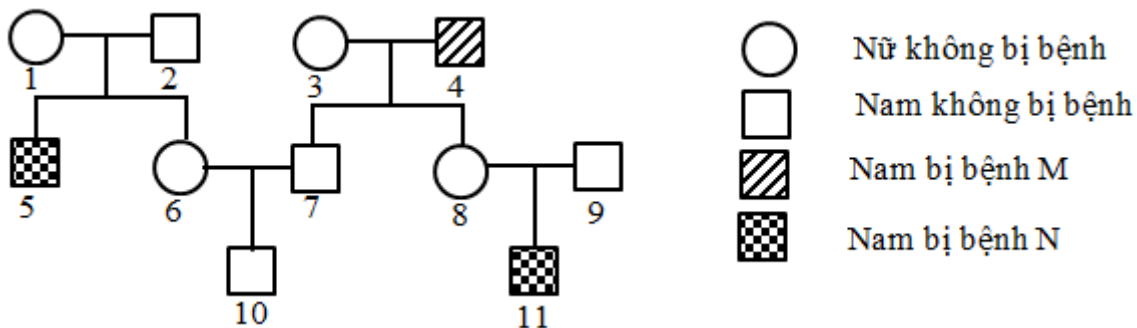 1 2 3 4
Nữ không bị bệnh
Nam không bị bệnh
5 6 7 8 9
Nam bị bệnh M
Nam bị bệnh N
10 11